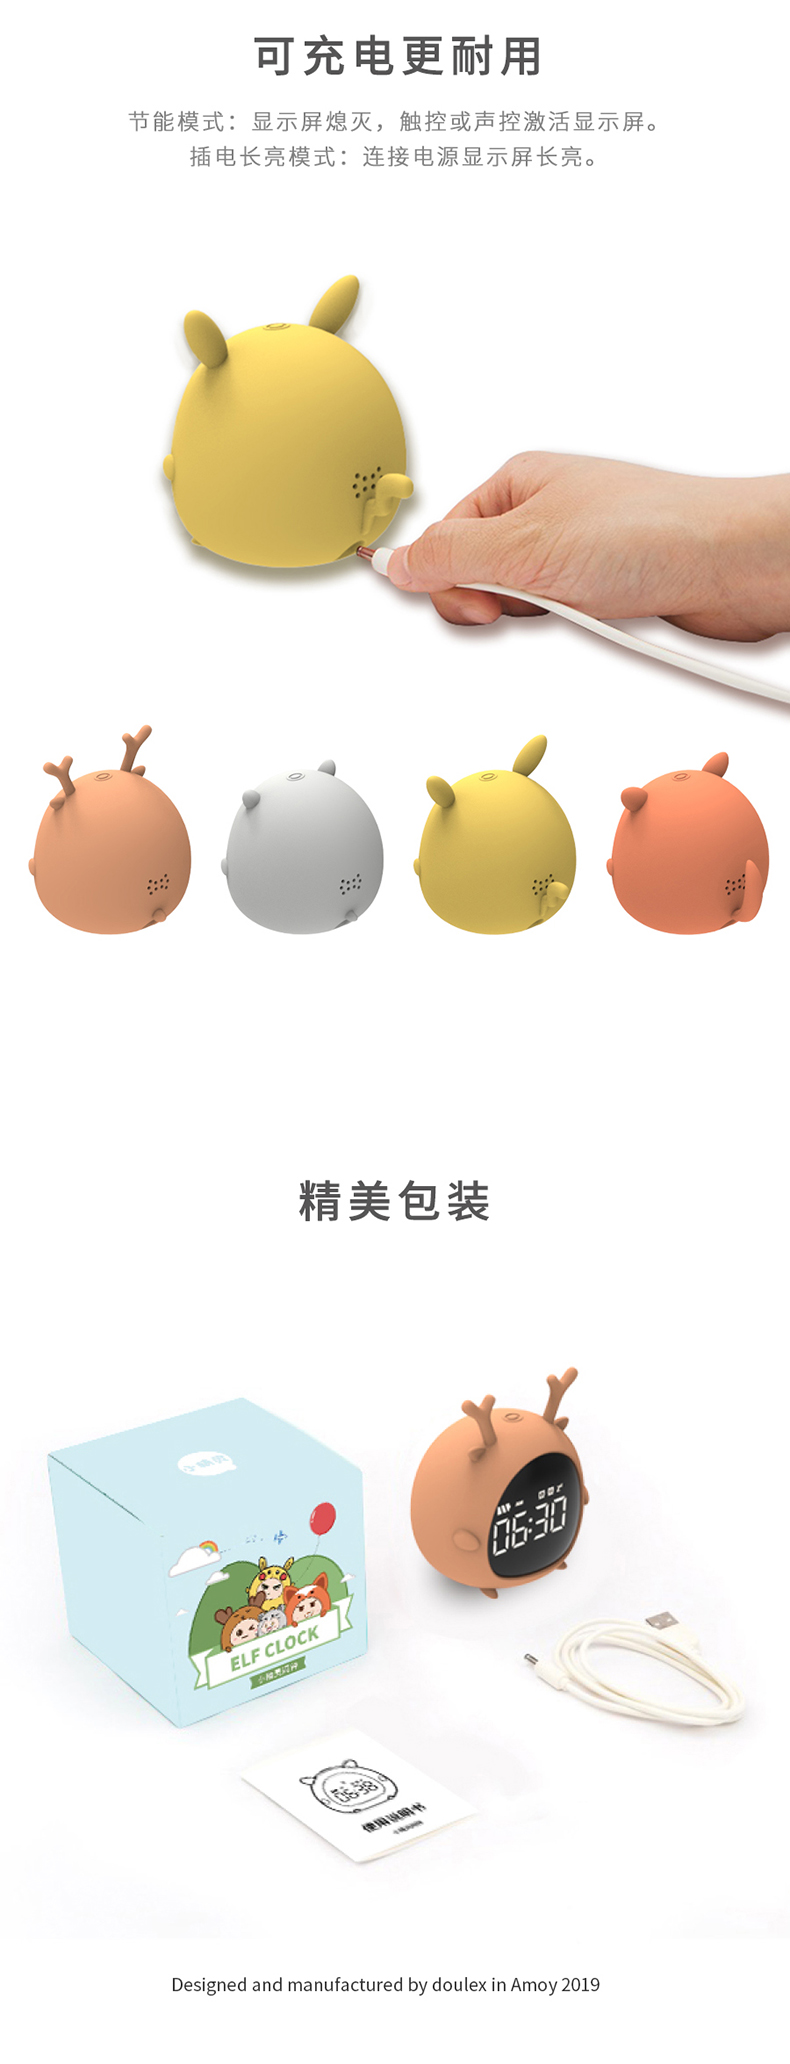 可充电更耐用
节能模式：显示屏熄灭，触控或声控激活显示屏。
插电长亮模式：连接电源显示屏长亮。
精美包装
06:30
ELF CLOCK
使用说明书
Designed and manufactured by doulex in Amoy 2019